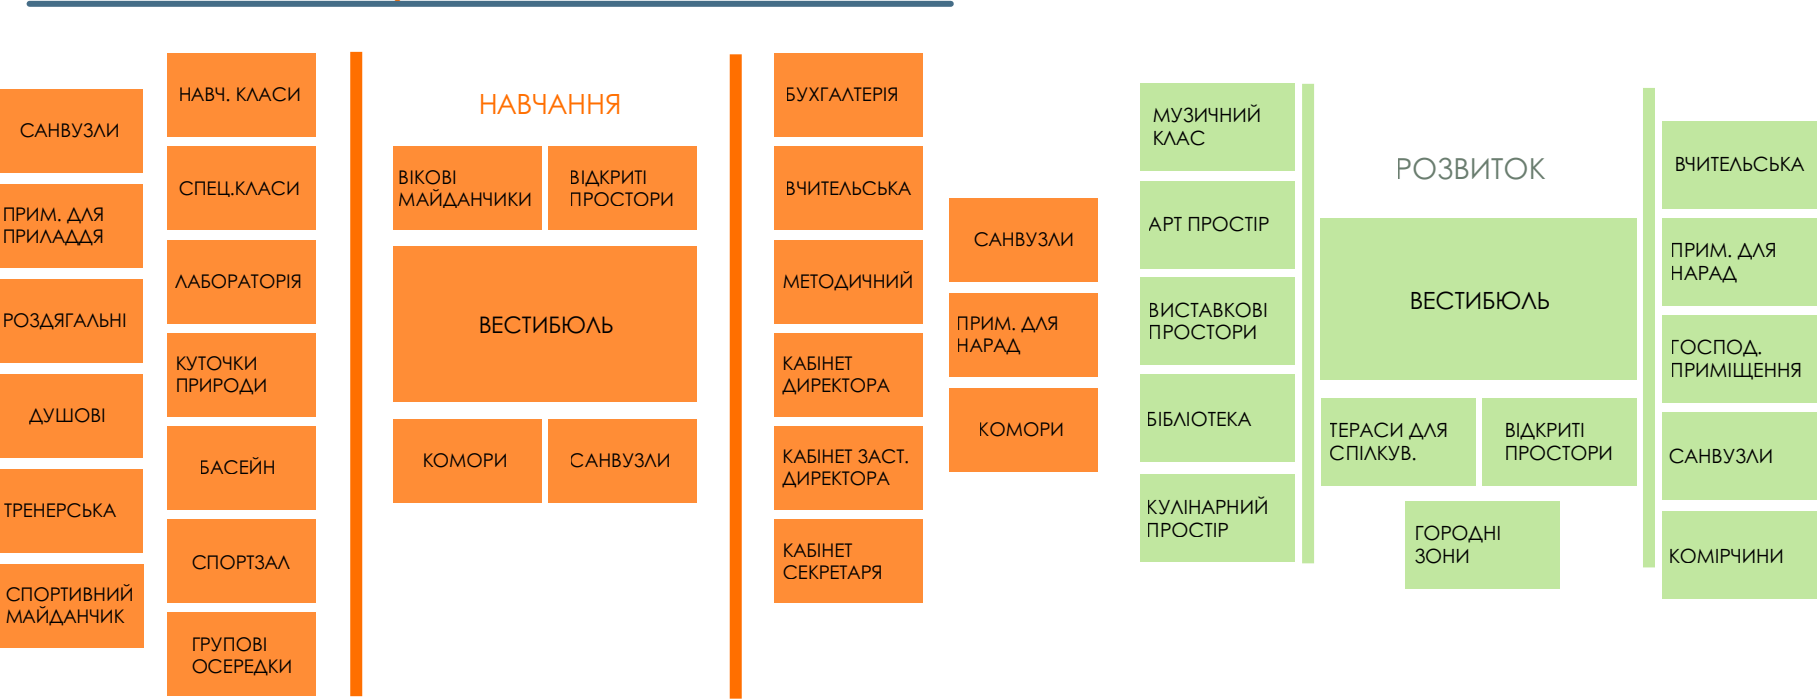 САНВУЗЛИ
ПРИМ. ДЛЯ
ПРИЛАДДЯ
РОЗДЯГАЛЬНІ
ДУШОВІ
ТРЕНЕРСЬКА
СПОРТИВНИЙ
МАЙДАНЧИК
НАВЧ. КЛАСИ
СПЕЦ.КЛАСИ
ЛАБОРАТОРІЯ
КУТОЧКИ
ПРИРОДИ
БАСЕЙН
СПОРТЗАЛ
ГРУПОВІ
ОСЕРЕДКИ
НАВЧАННЯ
ВІКОВІ
МАЙДАНЧИКИ
ВІДКРИТІ
ПРОСТОРИ
ВЕСТИБЮЛЬ
КОМОРИ
САНВУЗЛИ
БУХГАЛТЕРІЯ
ВЧИТЕЛЬСЬКА
МЕТОДИЧНИЙ
КАБІНЕТ
ДИРЕКТОРА
КАБІНЕТ ЗАСТ.
ДИРЕКТОРА
КАБІНЕТ
СЕКРЕТАРЯ
САНВУЗЛИ
ПРИМ. ДЛЯ
НАРАД
КОМОРИ
МУЗИЧНИЙ
КЛАС
АРТ ПРОСТІР
ВИСТАВКОВІ
ПРОСТОРИ
БІБЛІОТЕКА
КУЛІНАРНИЙ
ПРОСТІР
РОЗВИТОК
ВЕСТИБЮЛЬ
ТЕРАСИ ДЛЯ
СПІЛКУВ.
ВІДКРИТІ
ПРОСТОРИ
ГОРОДНІ
ЗОНИ
ВЧИТЕЛЬСЬКА
ПРИМ. ДЛЯ
НАРАД
ГОСПОД.
ПРИМІЩЕННЯ
САНВУЗЛИ
КОМІРЧИНИ